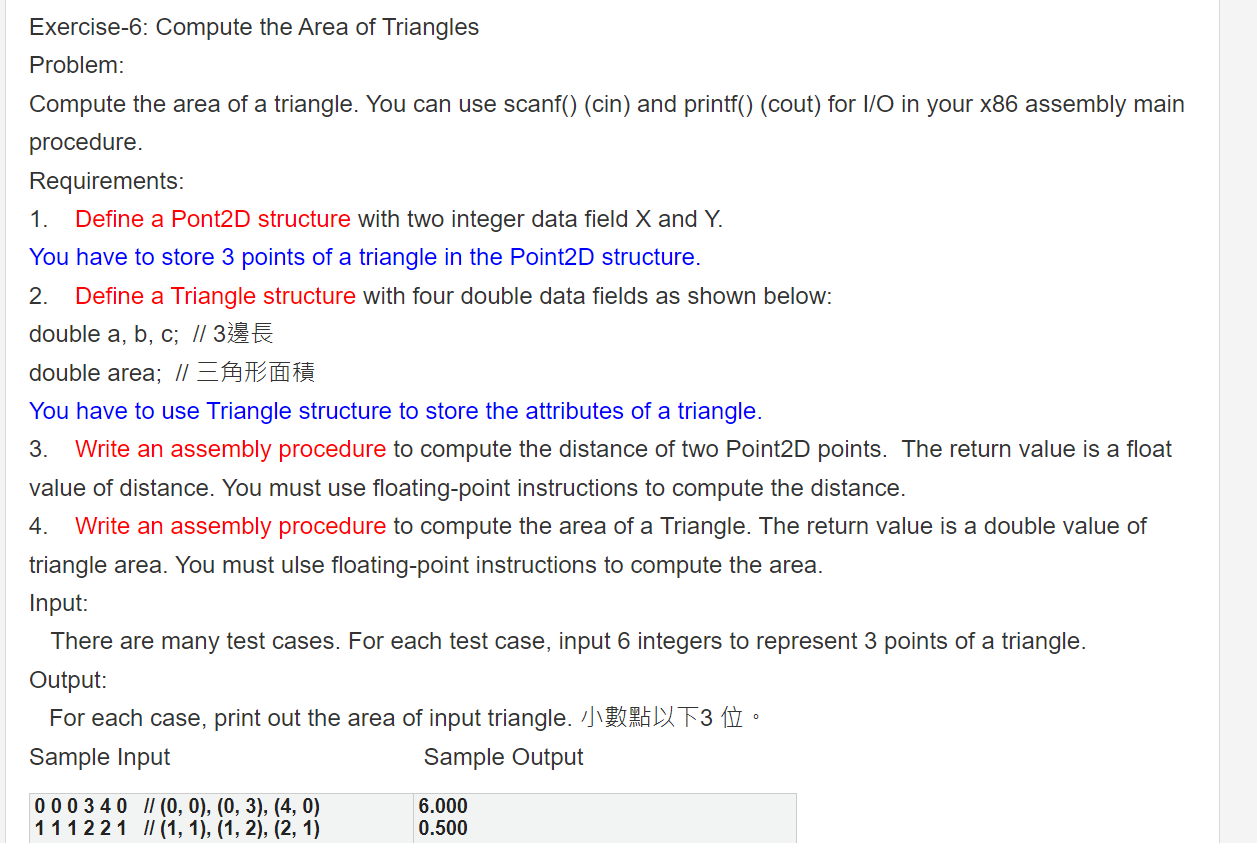 Exercise-6: Compute the Area of Triangles
Problem:
Compute the area of a triangle. You can use scanf() (cin) and printf() (cout) for I/O in your x86 assembly main
procedure.
Requirements:
1. Define a Pont2D structure with two integer data field X and Y.
You have to store 3 points of a triangle in the Point2D structure.
2. Define a Triangle structure with four double data fields as shown below:
double a, b, c; // 3邊長
double area; // 三角形面積
You have to use Triangle structure to store the attributes of a triangle.
3. Write an assembly procedure to compute the distance of two Point2D points. The return value is a float
value of distance. You must use floating-point instructions to compute the distance.
4. Write an assembly procedure to compute the area of a Triangle. The return value is a double value of
triangle area. You must ulse floating-point instructions to compute the area.
Input:
There are many test cases. For each test case, input 6 integers to represent 3 points of a triangle.
Output:
For each case, print out the area of input triangle. 小數點以下3 位。
Sample Input Sample Output
0 0 0 3 4 0 // (0, 0), (0, 3), (4, 0) 6.000
1 1 1 2 2 1 // (1, 1), (1, 2), (2, 1) 0.500